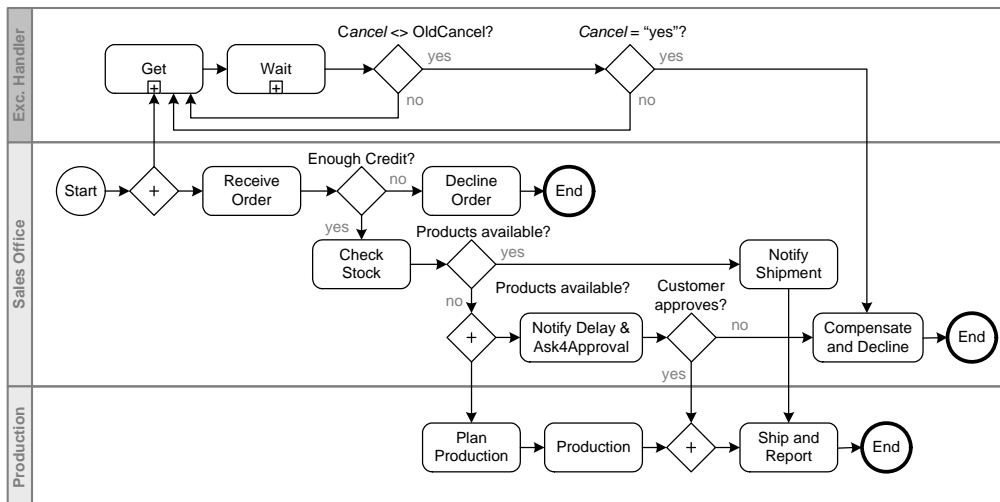 Exc. Handler
Cancel <> OldCancel?
Cancel = “yes”?
Get
+
Wait
+
yes
yes
no
no
Sales Office
Enough Credit?
Start
+
Receive
Order
no
Decline
Order
End
yes
Products available?
Check
Stock
yes
Notify
Shipment
no
Products available?
Customer
approves?
+
Notify Delay &
Ask4Approval
no
Compensate
and Decline
End
yes
Production
Plan
Production
Production
+
Ship and
Report
End